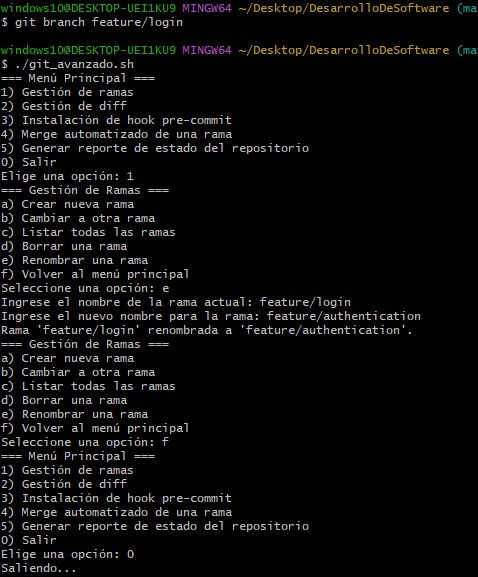 windows10@DESKTOP-UEI1KU9 MINGW64 ~/Desktop/DesarrolloDeSoftware (ma
$ git branch feature/login
windows10@DESKTOP-UEI1KU9 MINGW64 ~/Desktop/DesarrolloDeSoftware (ma
$ ./git_avanzado.sh
=== Menú Principal ===
1) Gestión de ramas
2) Gestión de diff
3) Instalación de hook pre-commit
4) Merge automatizado de una rama
5) Generar reporte de estado del repositorio
0) Salir
Elige una opción: 1
=== Gestión de Ramas ===
a) Crear nueva rama
b) Cambiar a otra rama
c) Listar todas las ramas
d) Borrar una rama
e) Renombrar una rama
f) Volver al menú principal
Seleccione una opción: e
Ingrese el nombre de la rama actual: feature/login
Ingrese el nuevo nombre para la rama: feature/authentication
Rama 'feature/login' renombrada a 'feature/authentication'.
=== Gestión de Ramas ===
a) Crear nueva rama
b) Cambiar a otra rama
c) Listar todas las ramas
d) Borrar una rama
e) Renombrar una rama
f) Volver al menú principal
Seleccione una opción: f
=== Menú Principal ===
1) Gestión de ramas
2) Gestión de diff
3) Instalación de hook pre-commit
4) Merge automatizado de una rama
5) Generar reporte de estado del repositorio
0) Salir
Elige una opción: 0
Saliendo...